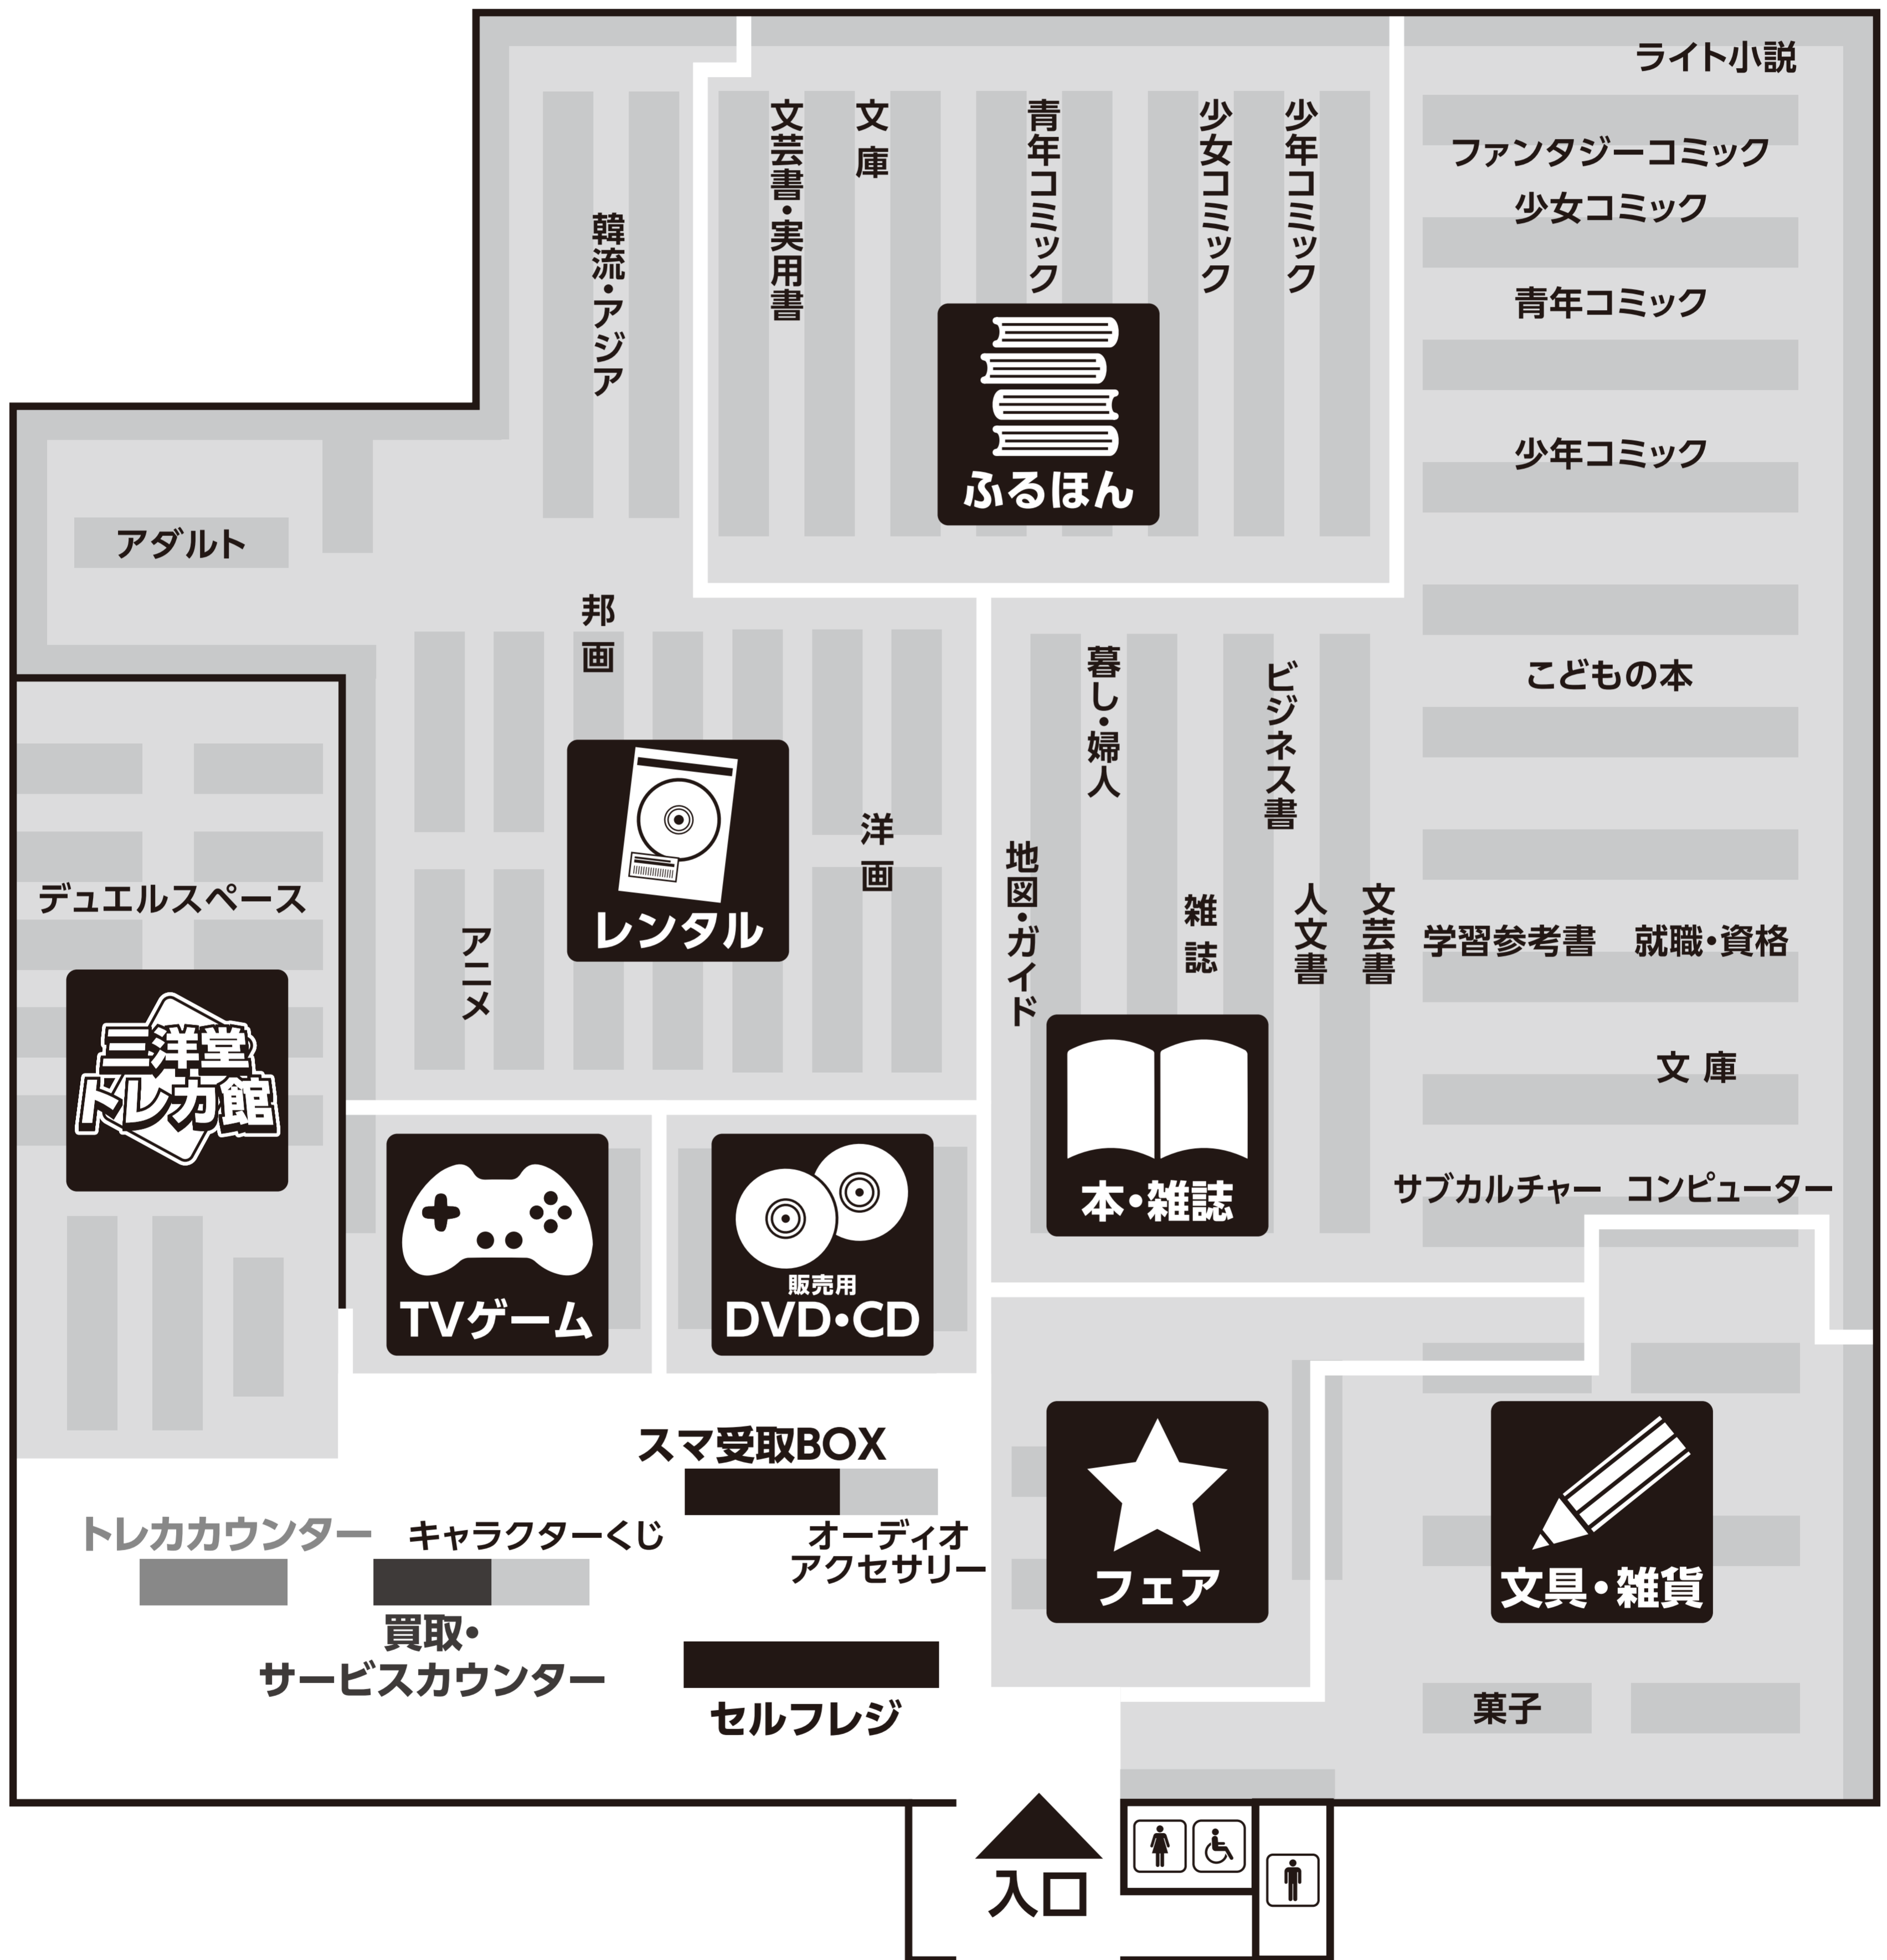 ライト小説
ファンタジーコミック
少女コミック
青年コミック
少年コミック
こどもの本
学習参考書
就職・資格
文庫
サブカルチャー
コンピューター
少年コミック
少女コミック
青年コミック
文庫
文芸書・実用書
ふるほん
韓流・アジア
アダルト
邦画
洋画
アニメ
レンタル
暮し・婦人
ビジネス書
地図・ガイド
雑誌
人文書
文芸書
本・雑誌
デュエルスペース
三洋堂
トレカ館
TVゲーム
販売用
DVD・CD
スマ受取BOX
オーディオ
アクセサリー
トレカカウンター
キャラクターくじ
買取・
サービスカウンター
セルフレジ
フェア
文具・雑貨
菓子
入口